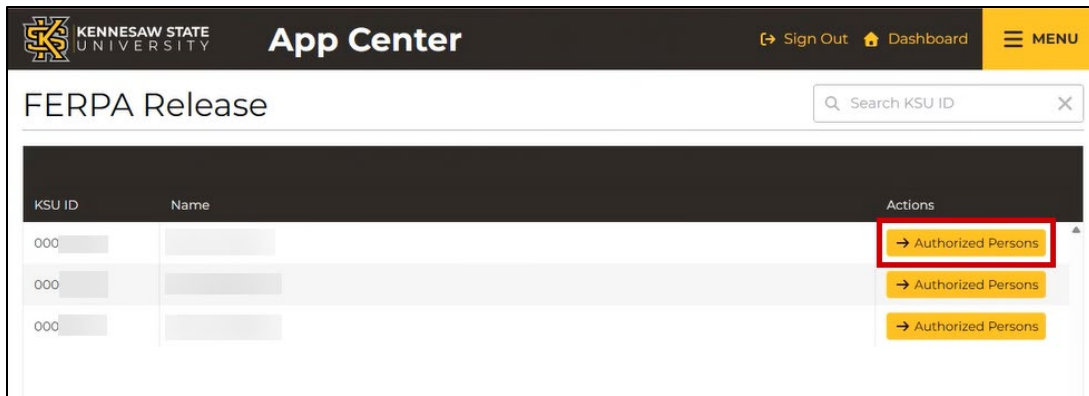 KENNESAW STATE
UNIVERSITY
App Center
Sign Out
Dashboard
MENU
FERPA Release
Search KSU ID
KSU ID Name Actions
000 Authorized Persons
000 Authorized Persons
000 Authorized Persons